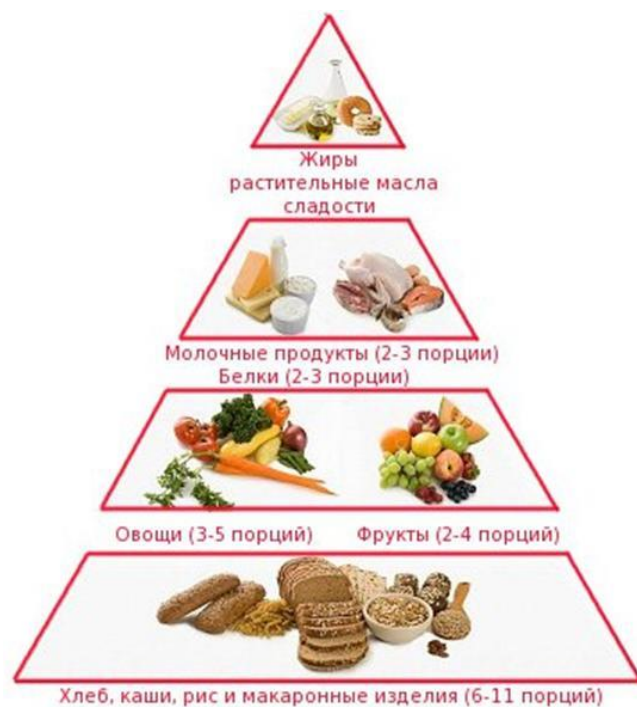 Жиры
растительные масла
сладости
Молочные продукты (2-3 порции)
Белки (2-3 порции)
Овощи (3-5 порций) Фрукты (2-4 порций)
Хлеб, каши, рис и макаронные изделия (6-11 порций)